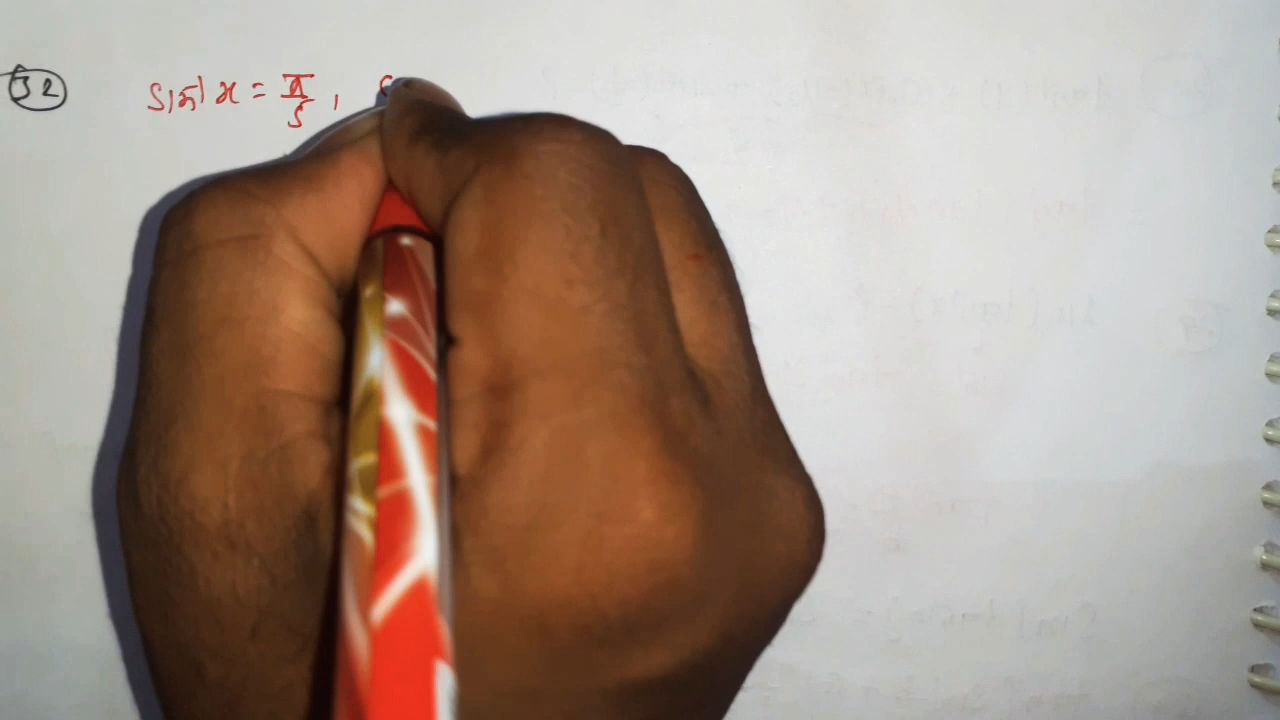 32 sin⁻¹ x = π/5 ,